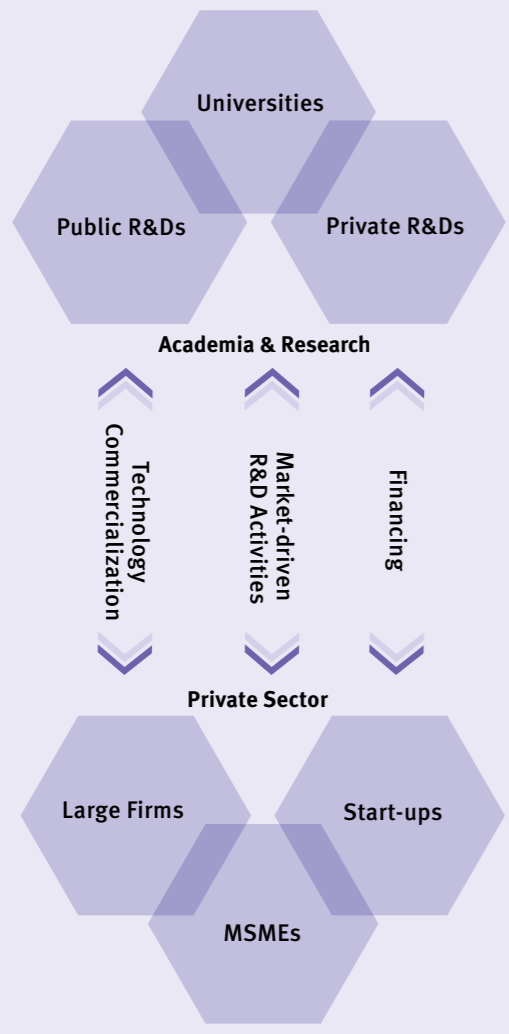 Universities
Public R&Ds
Private R&Ds
Academia & Research
Technology
Commercialization
Market-driven
R&D Activities
Financing
Private Sector
Large Firms
Start-ups
MSMEs